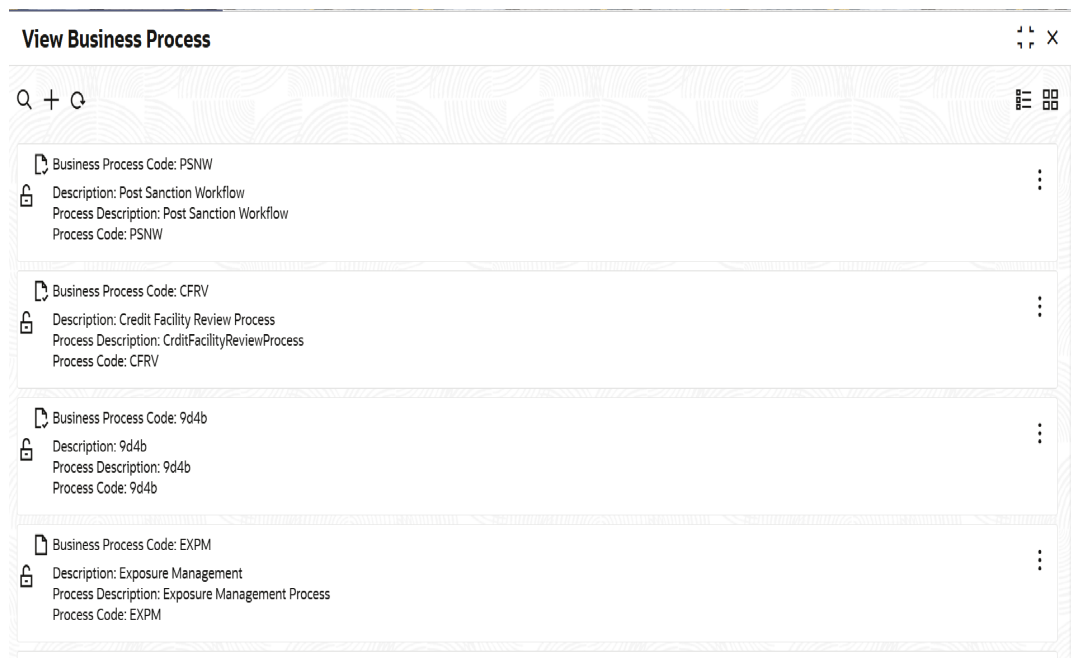 View Business Process
Business Process Code: PSNW
Description: Post Sanction Workflow
Process Description: Post Sanction Workflow
Process Code: PSNW
Business Process Code: CFRV
Description: Credit Facility Review Process
Process Description: CrditFacilityReviewProcess
Process Code: CFRV
Business Process Code: 9d4b
Description: 9d4b
Process Description: 9d4b
Process Code: 9d4b
Business Process Code: EXPM
Description: Exposure Management
Process Description: Exposure Management Process
Process Code: EXPM